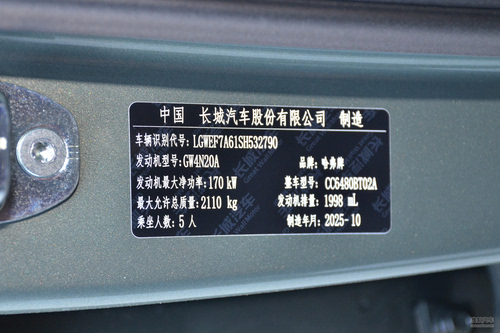 中国 长城汽车股份有限公司 制造
车辆识别代号: LGWEF7A61SH532790
发动机型号: GW4N20A 品牌: 哈弗牌
发动机最大净功率: 170 kW 整车型号: CC6480BT02A
最大允许总质量: 2110 kg 发动机排量: 1998 mL
乘坐人数: 5 人 制造年月: 2025-10